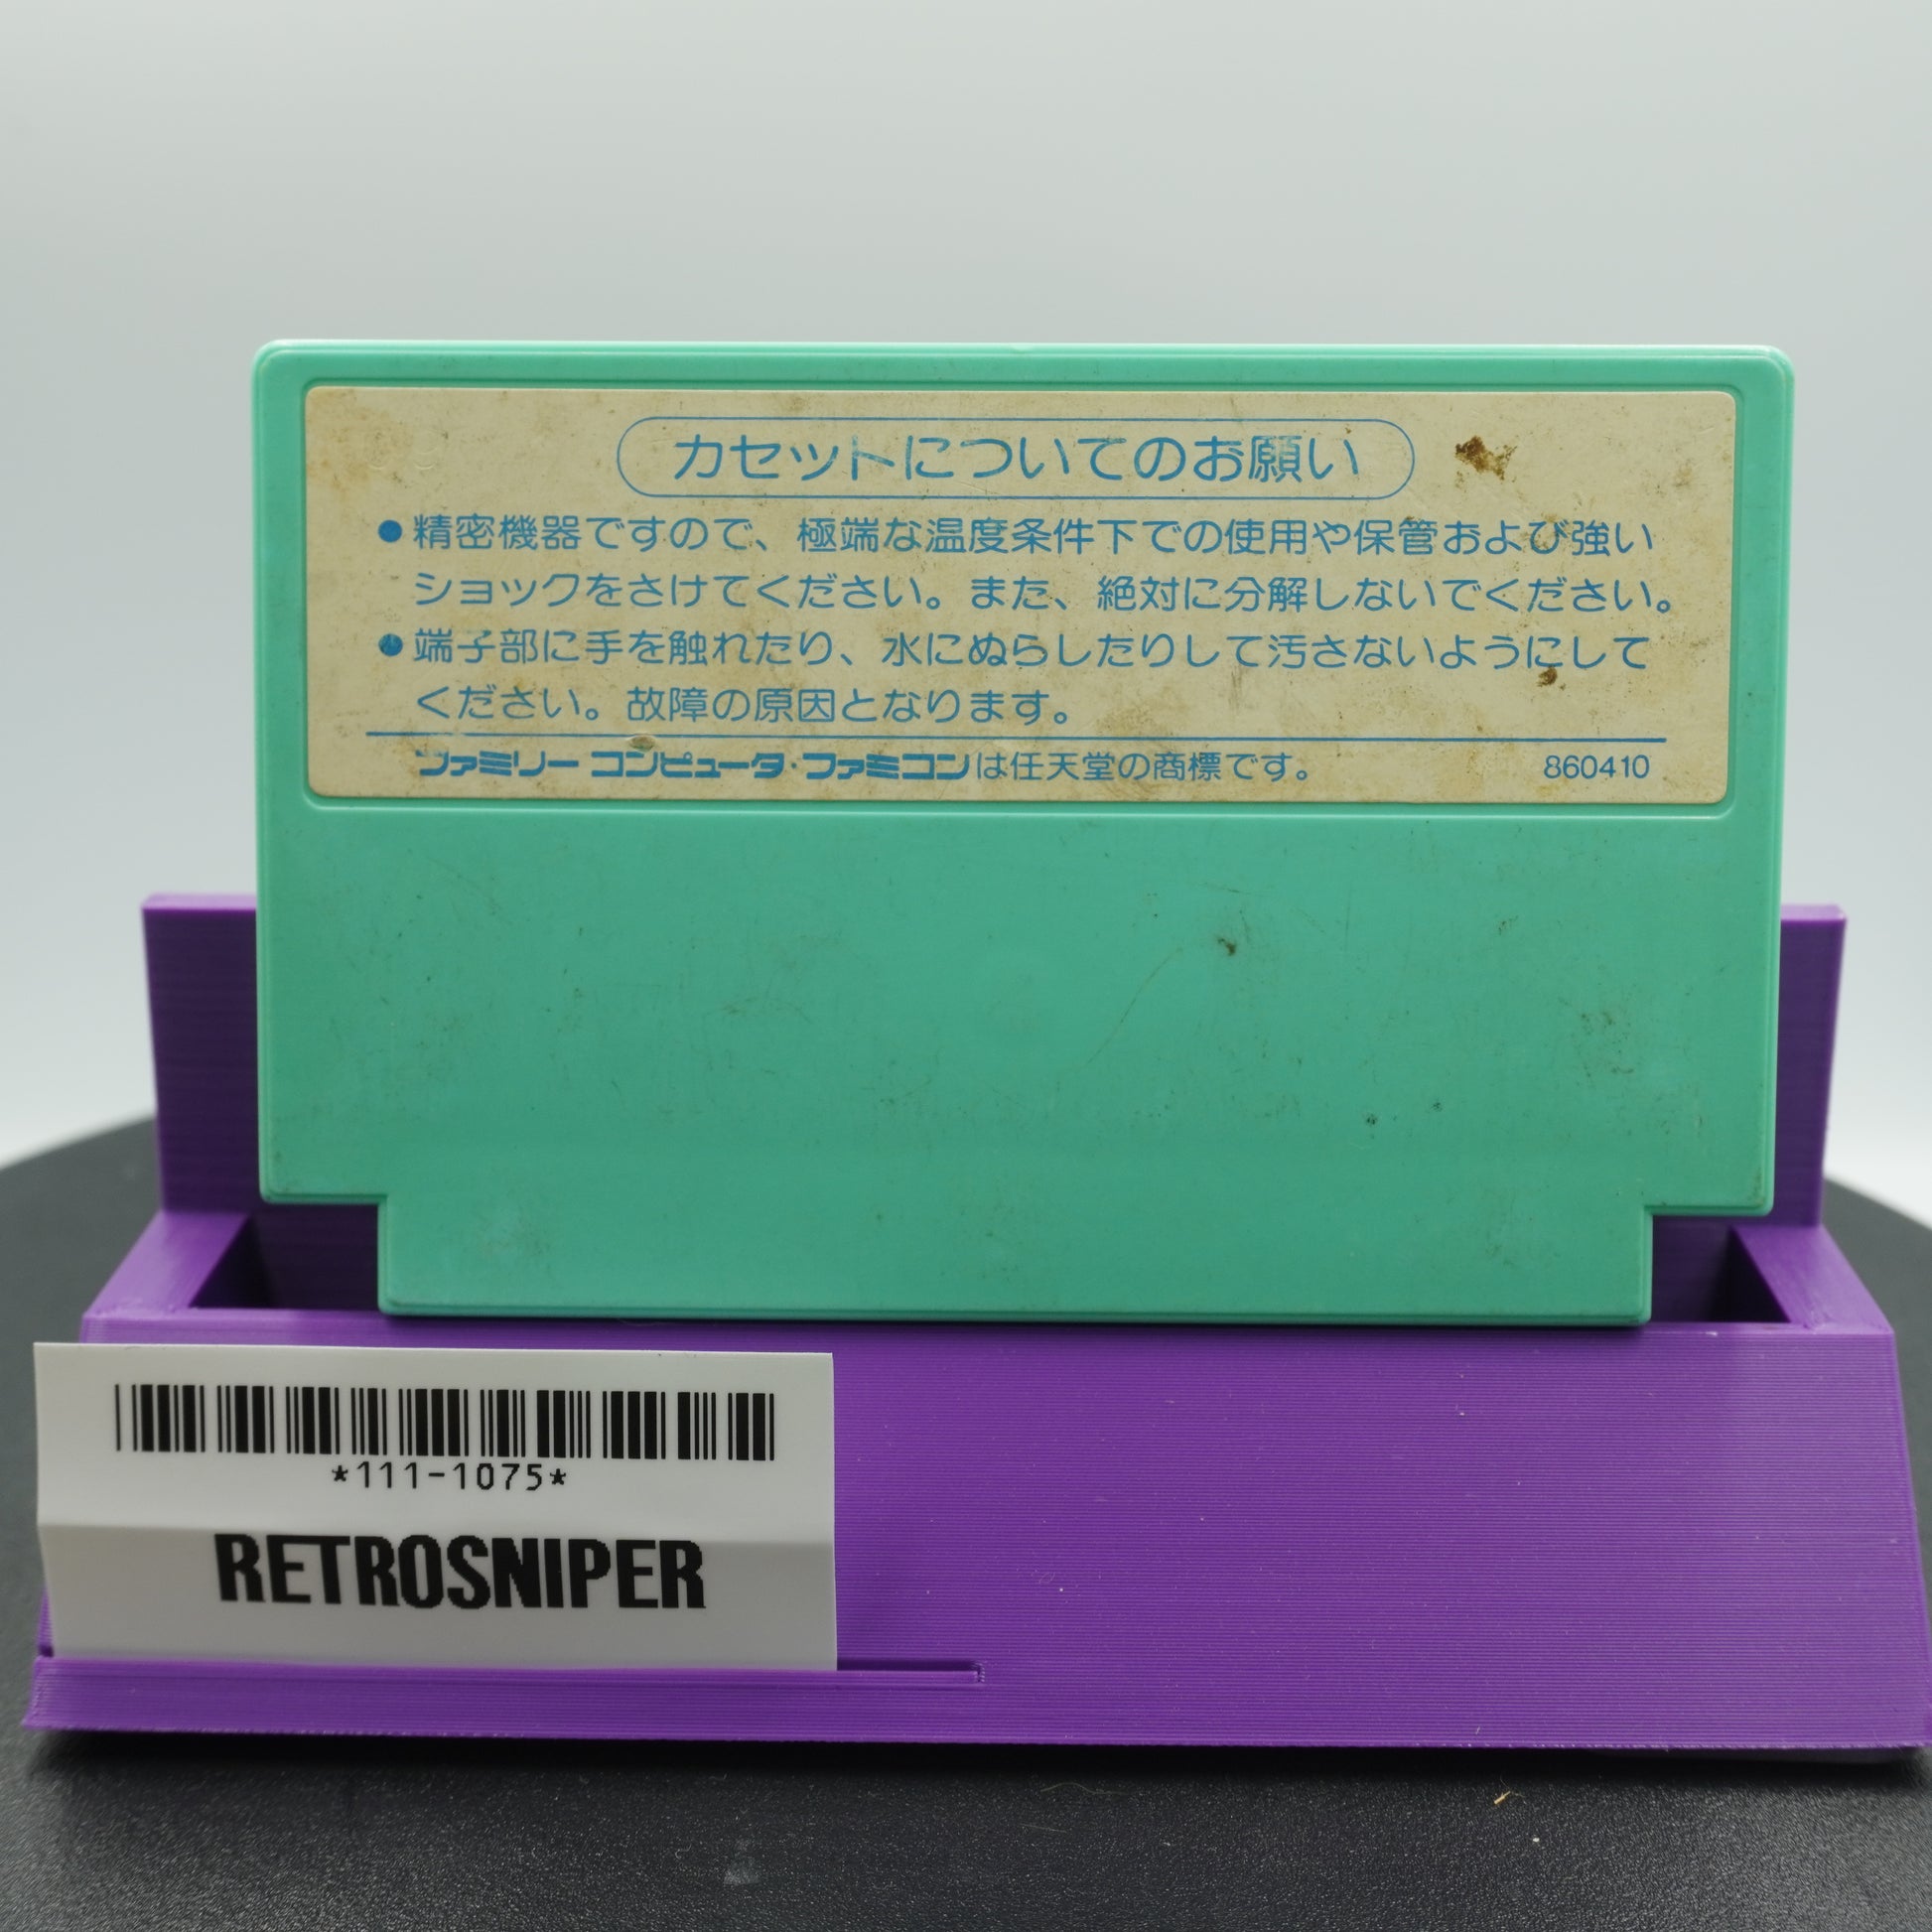 カセットについてのお願い
●精密機器ですので、極端な温度条件下での使用や保管および強い
ショックをさけてください。また、絶対に分解しないでください。
●端子部に手を触れたり、水にぬらしたりして汚さないようにして
ください。故障の原因となります。
ファミリーコンピュータ・ファミコンは任天堂の商標です。 860410
*111-1075*
RETROSNIPER